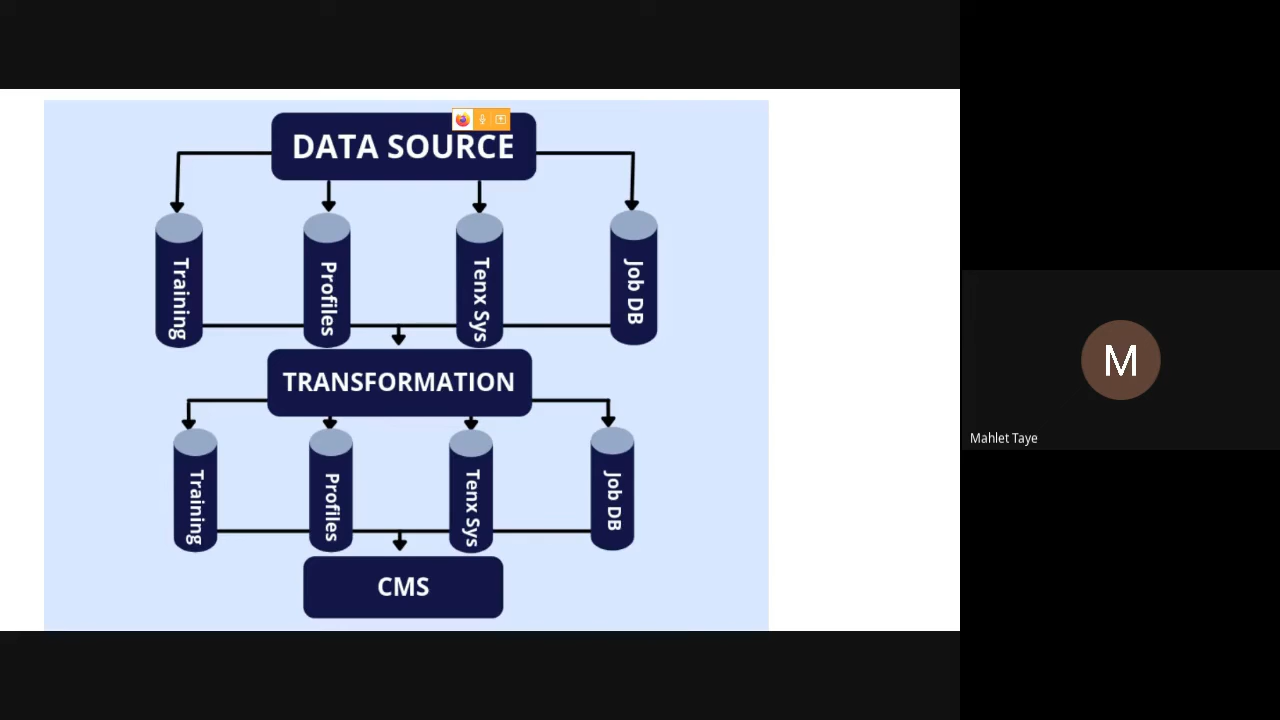 DATA SOURCE
Training
Profiles
Tenx Sys
Job DB
TRANSFORMATION
Training
Profiles
Tenx Sys
Job DB
CMS
M
Mahlet Taye